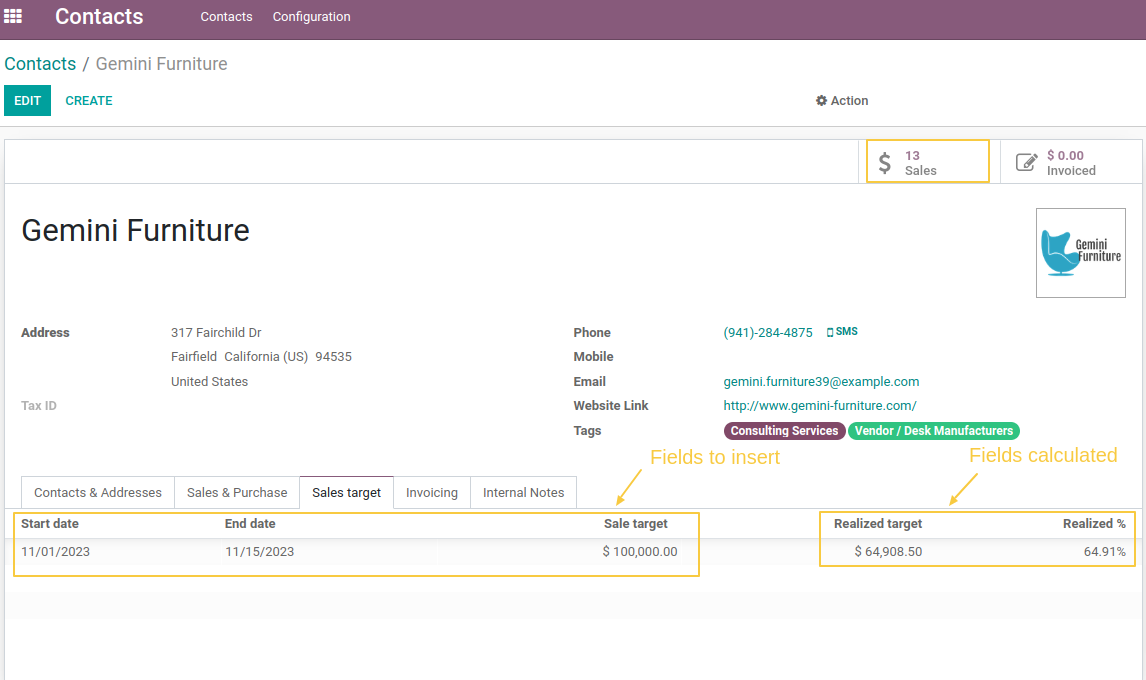 Contacts Contacts Configuration
Contacts / Gemini Furniture
EDIT CREATE Action
13
Sales
$ 0.00
Invoiced
Gemini Furniture
Gemini
Furniture
Address 317 Fairchild Dr
Fairfield California (US) 94535
United States
Tax ID
Phone (941)-284-4875 SMS
Mobile
Email gemini.furniture39@example.com
Website Link http://www.gemini-furniture.com/
Tags Consulting Services Vendor / Desk Manufacturers
Fields to insert
Fields calculated
Contacts & Addresses Sales & Purchase Sales target Invoicing Internal Notes
Start date End date Sale target Realized target Realized %
11/01/2023 11/15/2023 $ 100,000.00 $ 64,908.50 64.91%